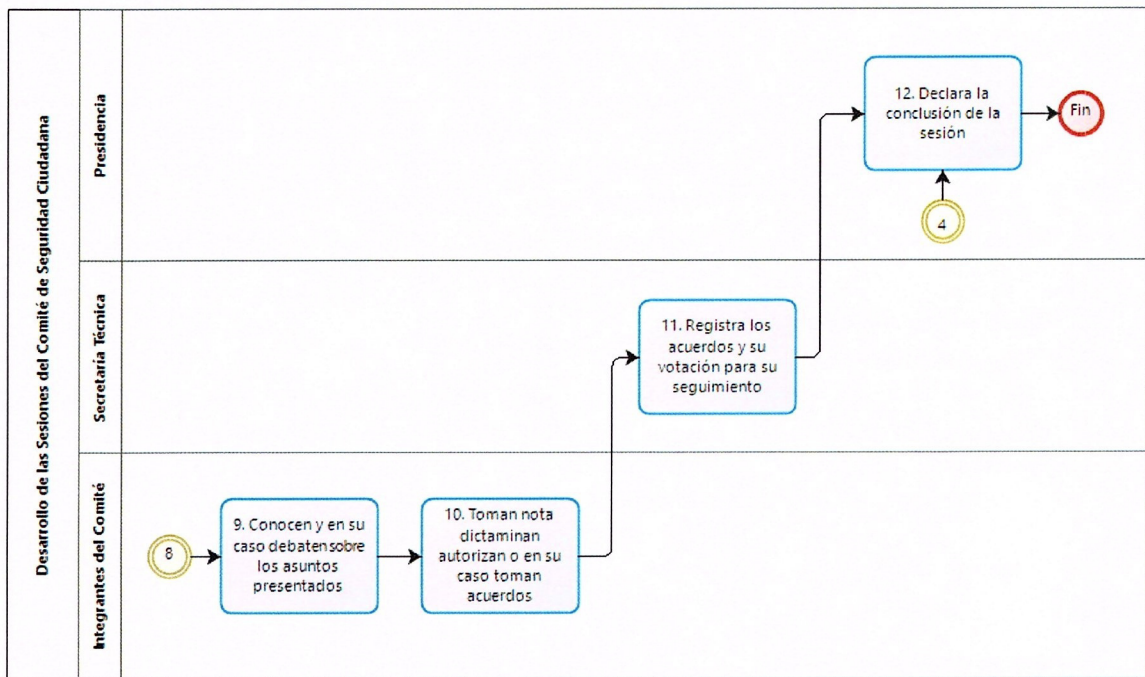 Desarrollo de las Sesiones del Comité de Seguridad Ciudadana
Presidencia
12. Declara la
conclusión de la
sesión
Fin
4
Secretaría Técnica
11. Registra los
acuerdos y su
votación para su
seguimiento
Integrantes del Comité
8
9. Conocen y en su
caso debaten sobre
los asuntos
presentados
10. Toman nota
dictaminan
autorizan o en su
caso toman
acuerdos